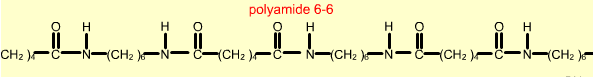 polyamide 6-6
O H H O O H H O O H
CH₂)₄—C—N—(CH₂)₆—N—C—(CH₂)₄—C—N—(CH₂)₆—N—C—(CH₂)₄—C—N—(CH₂)₆